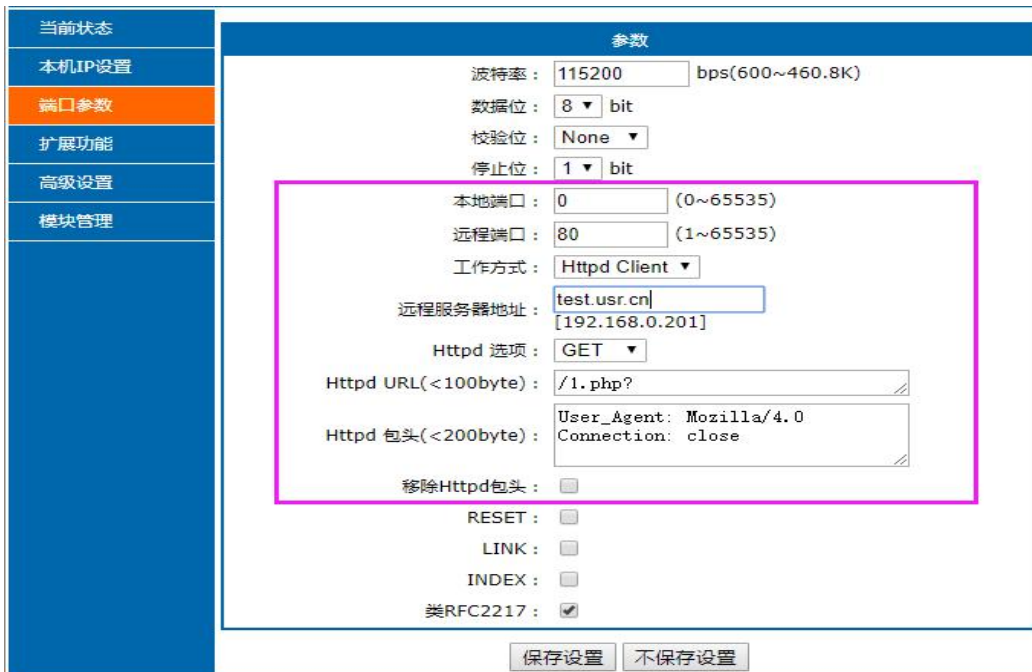 当前状态
本机IP设置
端口参数
扩展功能
高级设置
模块管理
参数
波特率： 115200 bps(600~460.8K)
数据位： 8 bit
校验位： None
停止位： 1 bit
本地端口： 0 (0~65535)
远程端口： 80 (1~65535)
工作方式： Httpd Client
远程服务器地址： test.usr.cn
[192.168.0.201]
Httpd 选项： GET
Httpd URL(<100byte)： /1.php?
Httpd 包头(<200byte)： User_Agent: Mozilla/4.0
Connection: close
移除Httpd包头：
RESET：
LINK：
INDEX：
类RFC2217：
保存设置 不保存设置